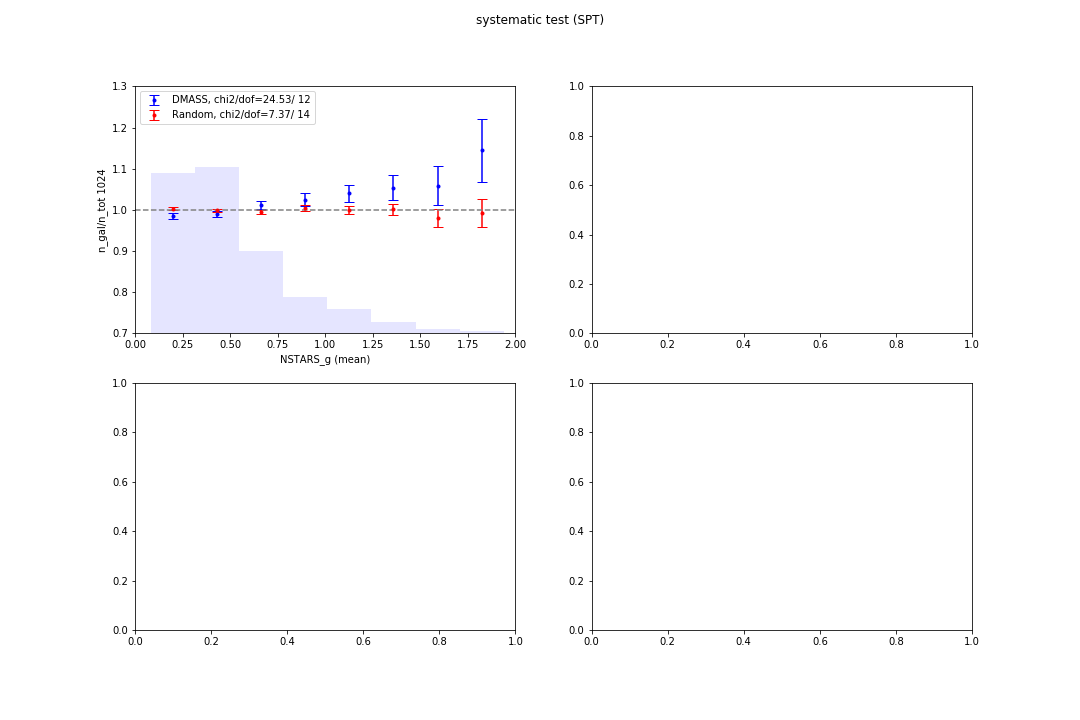 systematic test (SPT)
1.3
1.2
1.1
1.0
0.9
0.8
0.7
n_gal/n_tot 1024
DMASS, chi2/dof=24.53/ 12
Random, chi2/dof=7.37/ 14
0.00 0.25 0.50 0.75 1.00 1.25 1.50 1.75 2.00
NSTARS_g (mean)
1.0
0.8
0.6
0.4
0.2
0.0
0.0 0.2 0.4 0.6 0.8 1.0
1.0
0.8
0.6
0.4
0.2
0.0
0.0 0.2 0.4 0.6 0.8 1.0
1.0
0.8
0.6
0.4
0.2
0.0
0.0 0.2 0.4 0.6 0.8 1.0